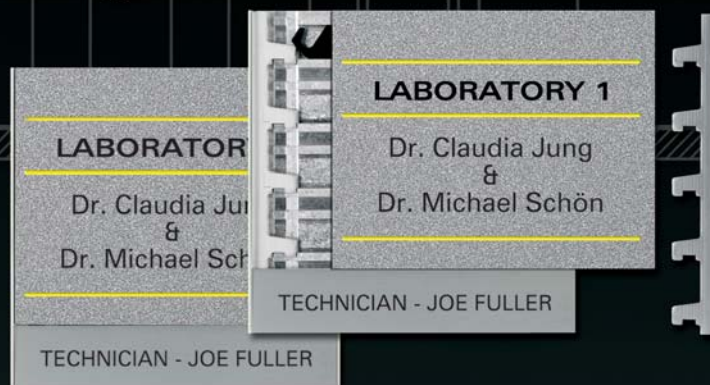 LABORATORY 1
Dr. Claudia Jung
&
Dr. Michael Schön
TECHNICIAN - JOE FULLER
LABORATOR
Dr. Claudia Jun
&
Dr. Michael Sch
TECHNICIAN - JOE FULLER